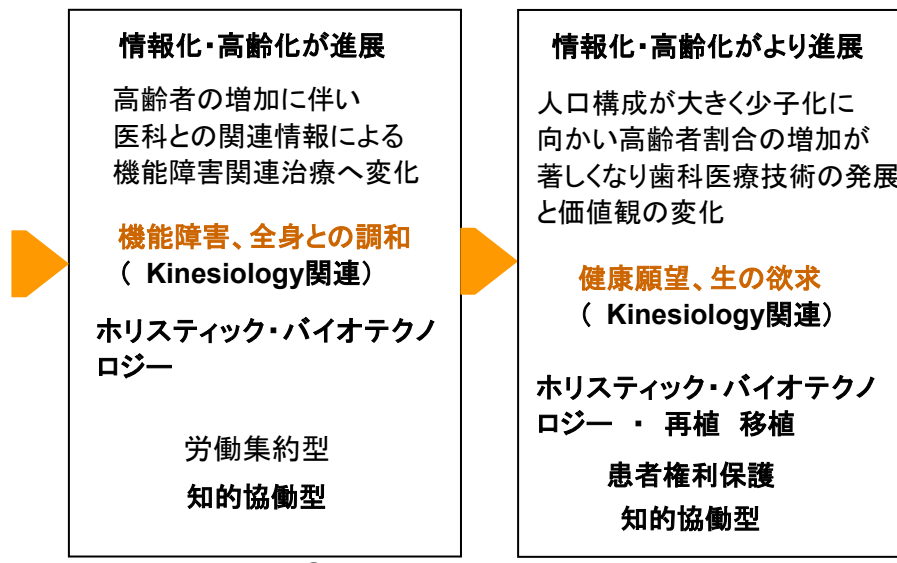 情報化・高齢化が進展
高齢者の増加に伴い
医科との関連情報による
機能障害関連治療へ変化
機能障害、全身との調和
（ Kinesiology関連）
ホリスティック・バイオテクノ
ロジー
労働集約型
知的協働型
情報化・高齢化がより進展
人口構成が大きく少子化に
向かい高齢者割合の増加が
著しくなり歯科医療技術の発展
と価値観の変化
健康願望、生の欲求
（ Kinesiology関連）
ホリスティック・バイオテクノ
ロジー ・ 再植 移植
患者権利保護
知的協働型